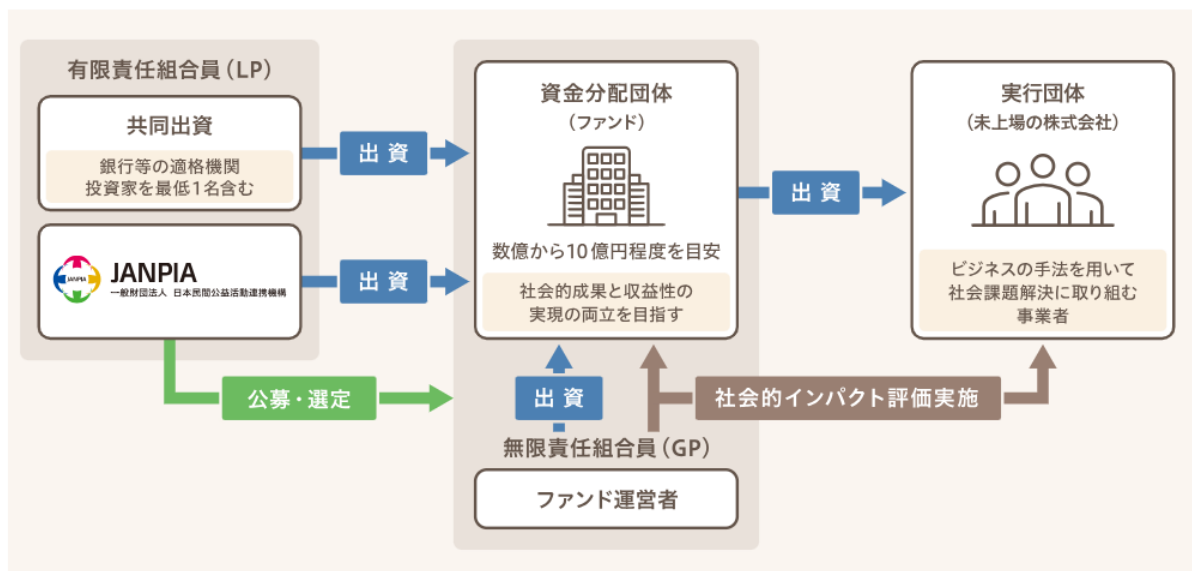 有限責任組合員（LP）
共同出資
銀行等の適格機関
投資家を最低1名含む
JANPIA
JANPIA
一般財団法人 日本民間公益活動連携機構
出資
出資
公募・選定
資金分配団体
（ファンド）
数億から10億円程度を目安
社会的成果と収益性の
実現の両立を目指す
出資
無限責任組合員（GP）
ファンド運営者
出資
社会的インパクト評価実施
実行団体
（未上場の株式会社）
ビジネスの手法を用いて
社会課題解決に取り組む
事業者